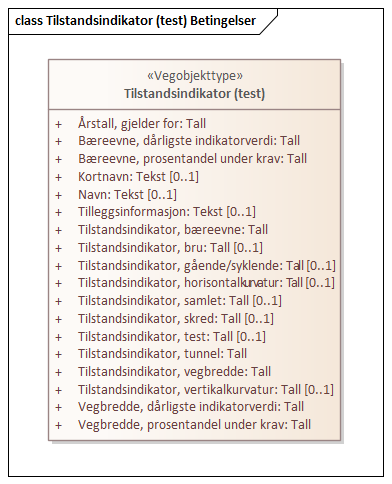 class Tilstandsindikator (test) Betingelser
«Vegobjekttype»
Tilstandsindikator (test)
+ Årstall, gjelder for: Tall
+ Bæreevne, dårligste indikatorverdi: Tall
+ Bæreevne, prosentandel under krav: Tall
+ Kortnavn: Tekst [0..1]
+ Navn: Tekst [0..1]
+ Tilleggsinformasjon: Tekst [0..1]
+ Tilstandsindikator, bæreevne: Tall
+ Tilstandsindikator, bru: Tall [0..1]
+ Tilstandsindikator, gående/syklende: Tall [0..1]
+ Tilstandsindikator, horisontalkurvatur: Tall [0..1]
+ Tilstandsindikator, samlet: Tall [0..1]
+ Tilstandsindikator, skred: Tall [0..1]
+ Tilstandsindikator, test: Tall [0..1]
+ Tilstandsindikator, tunnel: Tall
+ Tilstandsindikator, vegbredde: Tall
+ Tilstandsindikator, vertikalkurvatur: Tall [0..1]
+ Vegbredde, dårligste indikatorverdi: Tall
+ Vegbredde, prosentandel under krav: Tall